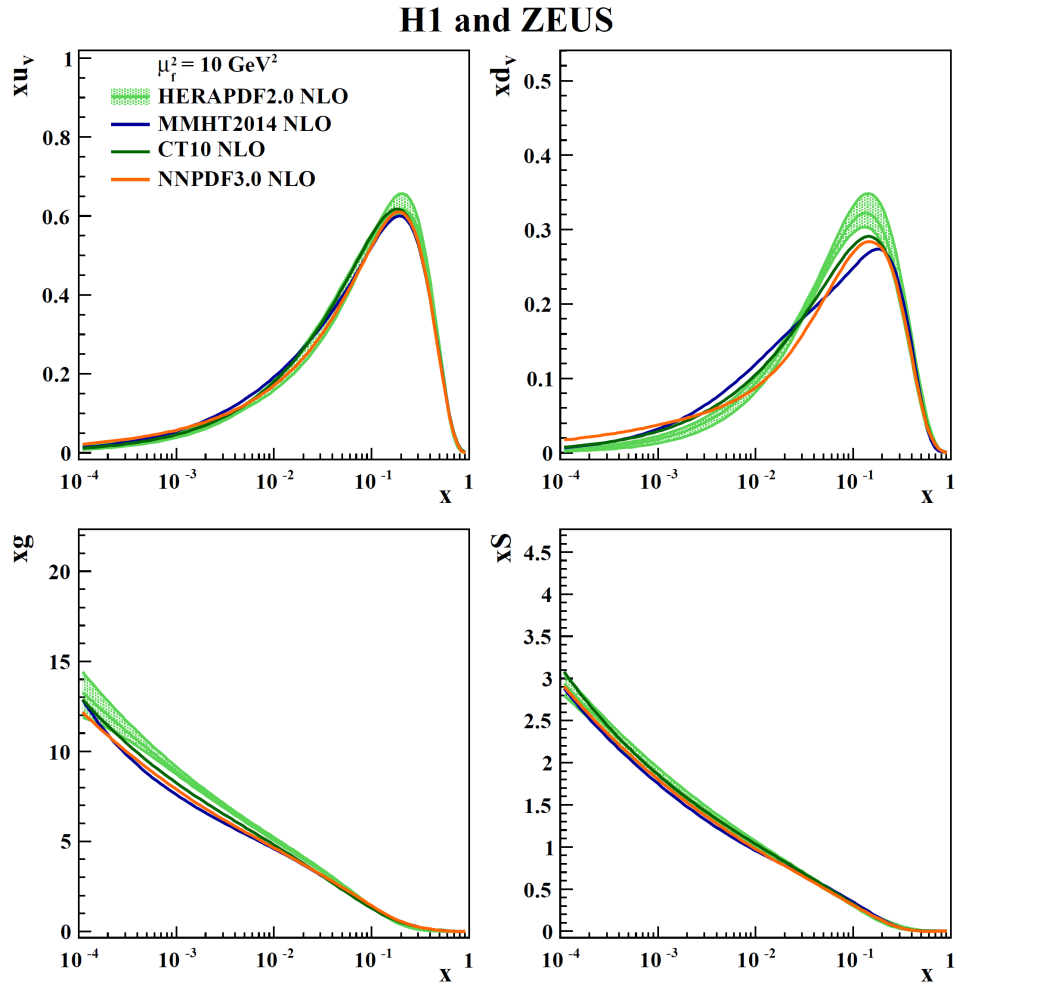 H1 and ZEUS
xu_v
1
0.8
0.6
0.4
0.2
0
μ_f^2 = 10 GeV^2
HERAPDF2.0 NLO
MMHT2014 NLO
CT10 NLO
NNPDF3.0 NLO
10^-4 10^-3 10^-2 10^-1 1
x
xd_v
0.5
0.4
0.3
0.2
0.1
0
10^-4 10^-3 10^-2 10^-1 1
x
xg
20
15
10
5
0
10^-4 10^-3 10^-2 10^-1 1
x
xS
4.5
4
3.5
3
2.5
2
1.5
1
0.5
0
10^-4 10^-3 10^-2 10^-1 1
x